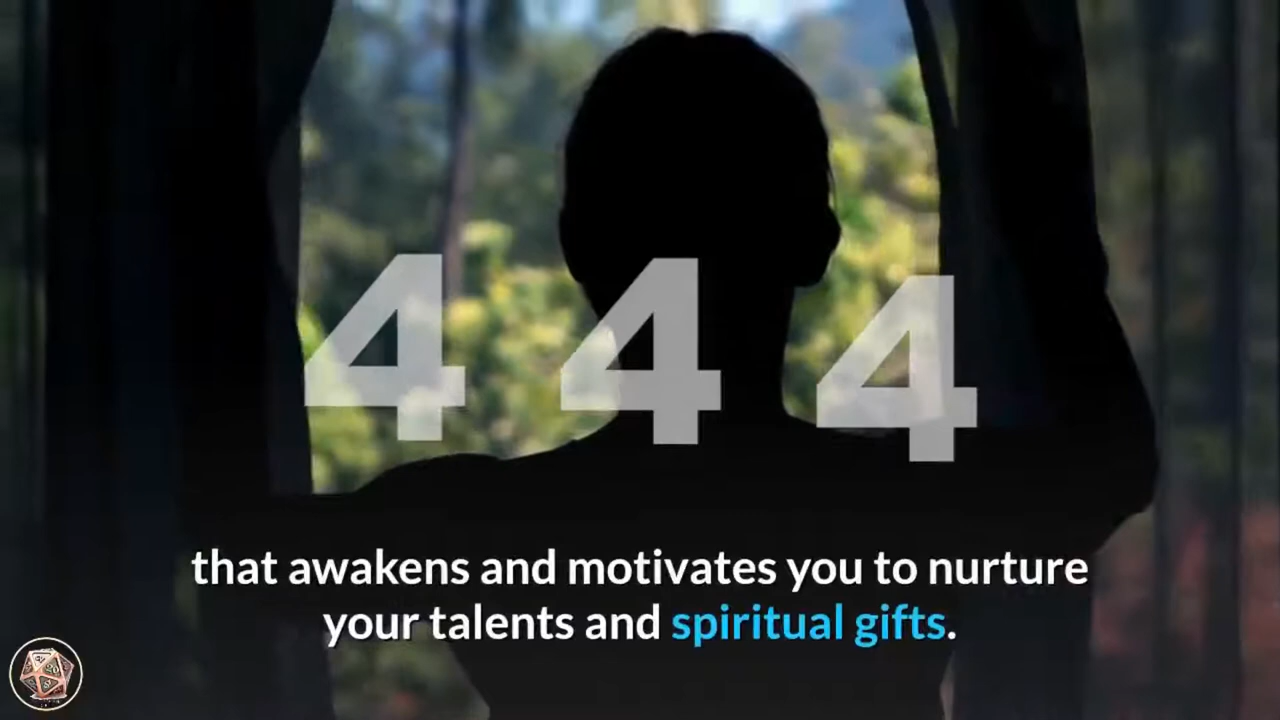 4 4 4
that awakens and motivates you to nurture
your talents and spiritual gifts.